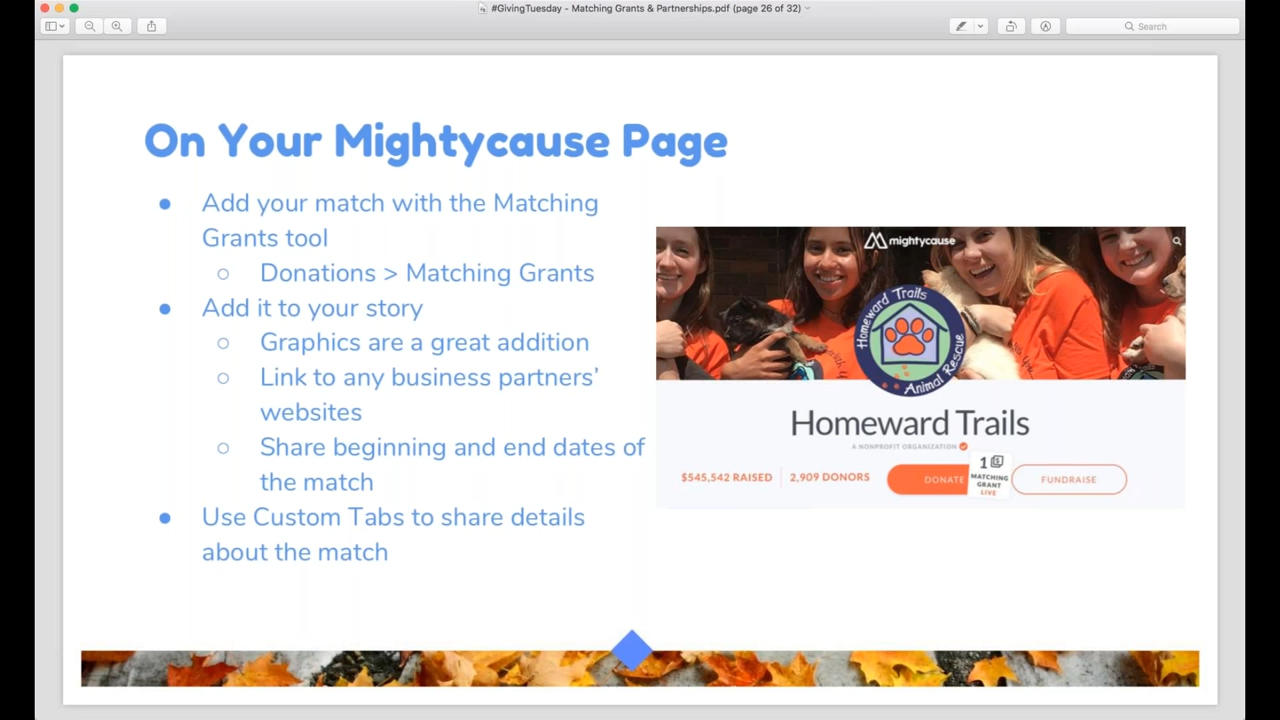 #GivingTuesday - Matching Grants & Partnerships.pdf (page 26 of 32)
Search
On Your Mightycause Page
Add your match with the Matching
Grants tool
Donations > Matching Grants
Add it to your story
Graphics are a great addition
Link to any business partners'
websites
Share beginning and end dates of
the match
Use Custom Tabs to share details
about the match
mightycause
Homeward Trails
Animal Rescue
Homeward Trails
A NONPROFIT ORGANIZATION
$545,542 RAISED
2,909 DONORS
DONATE
1
MATCHING
GRANT
LIVE
FUNDRAISE